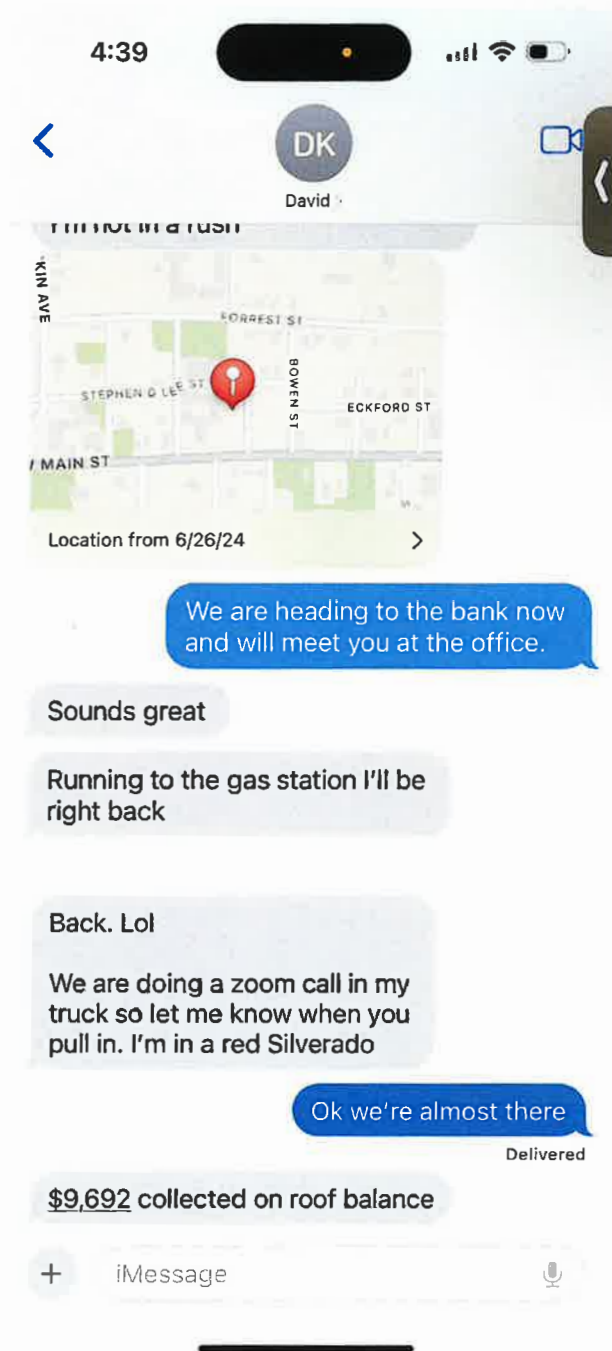 4:39
DK
David
I'm not in a rush
KIN AVE
FORREST ST
STEPHEN D LEE ST
BOWEN ST
ECKFORD ST
MAIN ST
Location from 6/26/24
We are heading to the bank now
and will meet you at the office.
Sounds great
Running to the gas station I'll be
right back
Back. Lol
We are doing a zoom call in my
truck so let me know when you
pull in. I'm in a red Silverado
Ok we're almost there
Delivered
$9,692 collected on roof balance
iMessage